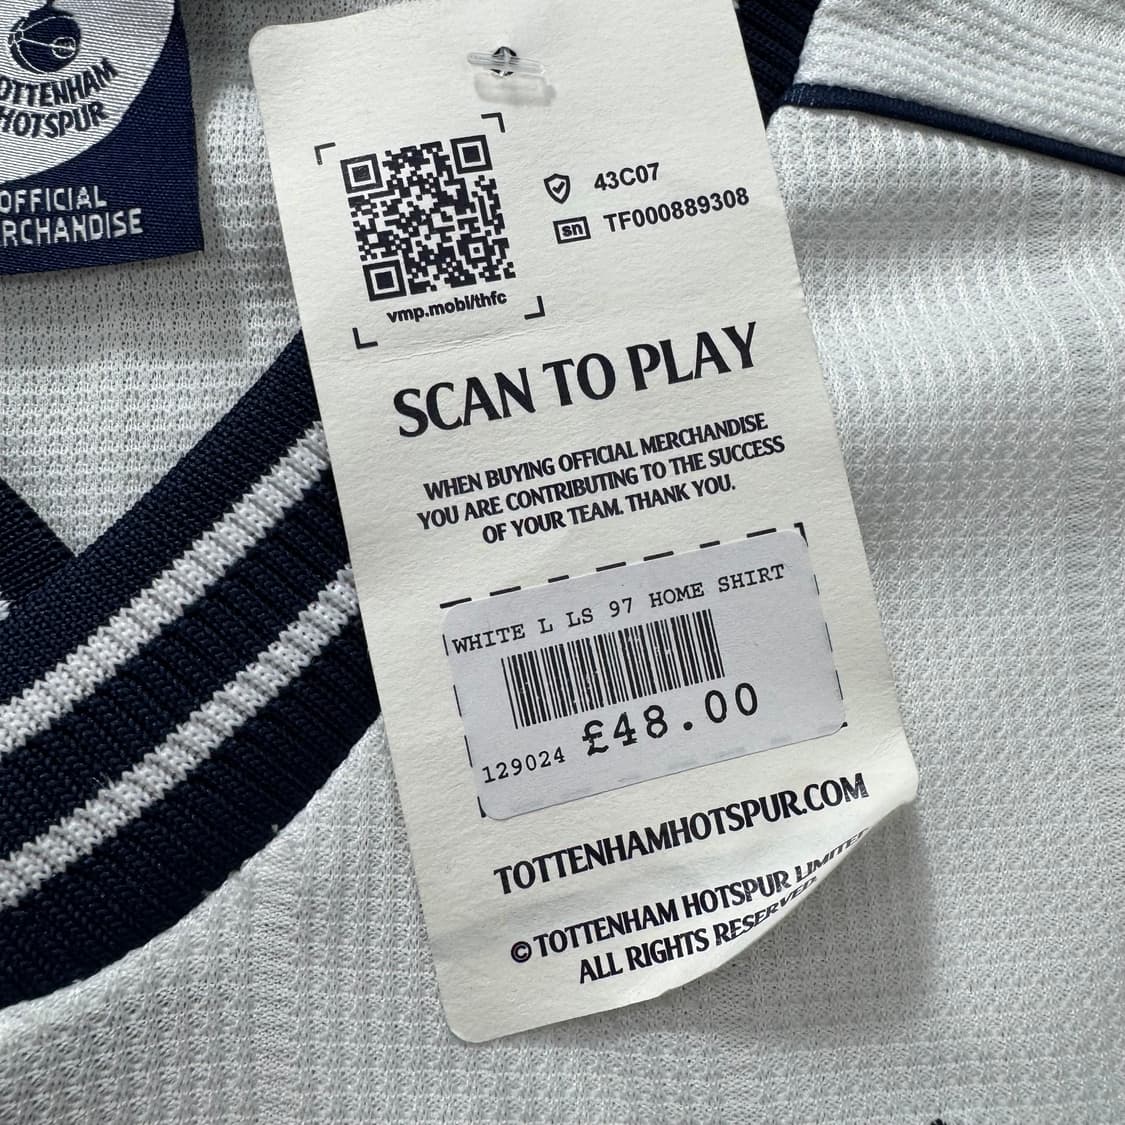 TOTTENHAM
HOTSPUR
OFFICIAL
MERCHANDISE
43C07
sn TF000889308
vmp.mobi/thfc
SCAN TO PLAY
WHEN BUYING OFFICIAL MERCHANDISE
YOU ARE CONTRIBUTING TO THE SUCCESS
OF YOUR TEAM. THANK YOU.
WHITE L LS 97 HOME SHIRT
129024 £48.00
TOTTENHAMHOTSPUR.COM
©TOTTENHAM HOTSPUR LIMITED
ALL RIGHTS RESERVED.